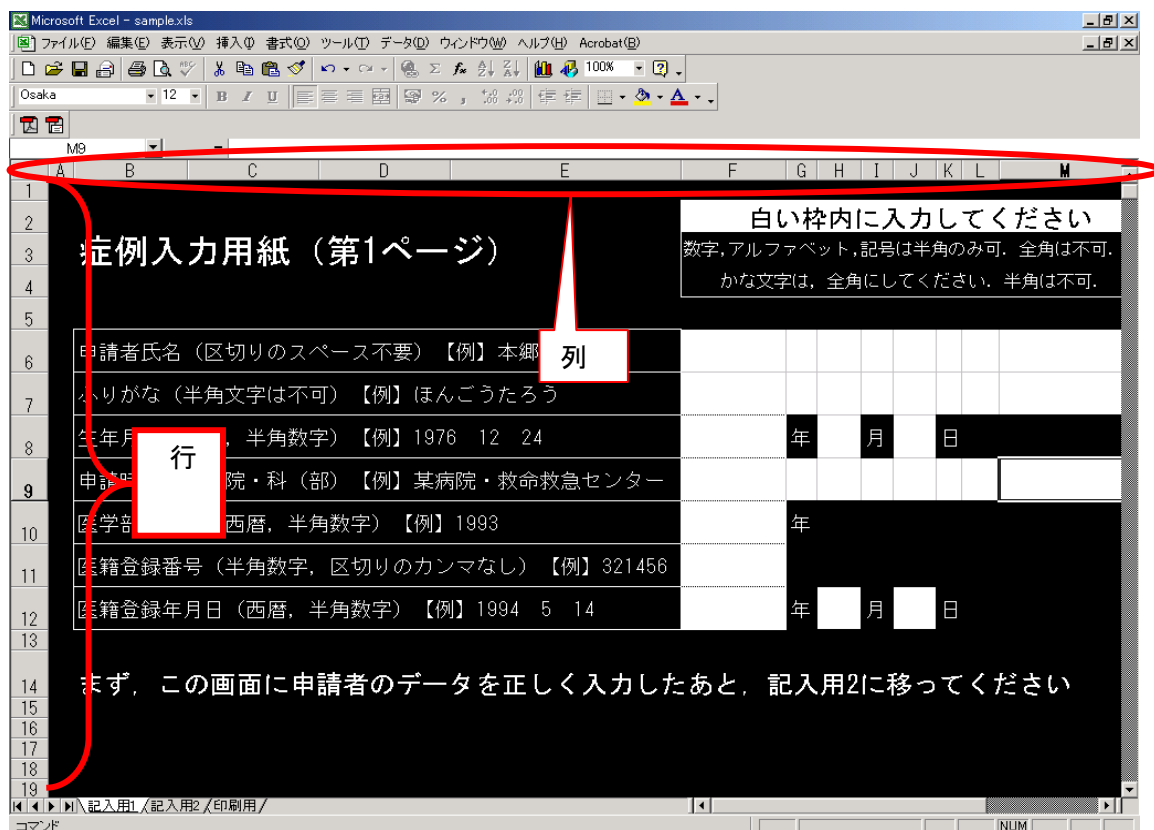 Microsoft Excel - sample.xls
ファイル(F) 編集(E) 表示(V) 挿入(I) 書式(O) ツール(T) データ(D) ウィンドウ(W) ヘルプ(H) Acrobat(B)
100%
Osaka 12 B I U
M9 =
A B C D E F G H I J K L M
1
2 白い枠内に入力してください
3 症例入力用紙（第1ページ） 数字,アルファベット,記号は半角のみ可．全角は不可．
4 かな文字は，全角にしてください．半角は不可．
5
6 申請者氏名（区切りのスペース不要）【例】本郷
列
7 ふりがな（半角文字は不可）【例】ほんごうたろう
8 生年月 ，半角数字）【例】1976 12 24 年 月 日
行
9 申請時 院・科（部）【例】某病院・救命救急センター
10 医学部 西暦，半角数字）【例】1993 年
11 医籍登録番号（半角数字，区切りのカンマなし）【例】321456
12 医籍登録年月日（西暦，半角数字）【例】1994 5 14 年 月 日
13
14 まず，この画面に申請者のデータを正しく入力したあと，記入用2に移ってください
15
16
17
18
19
記入用1 記入用2 印刷用
コマンド NUM